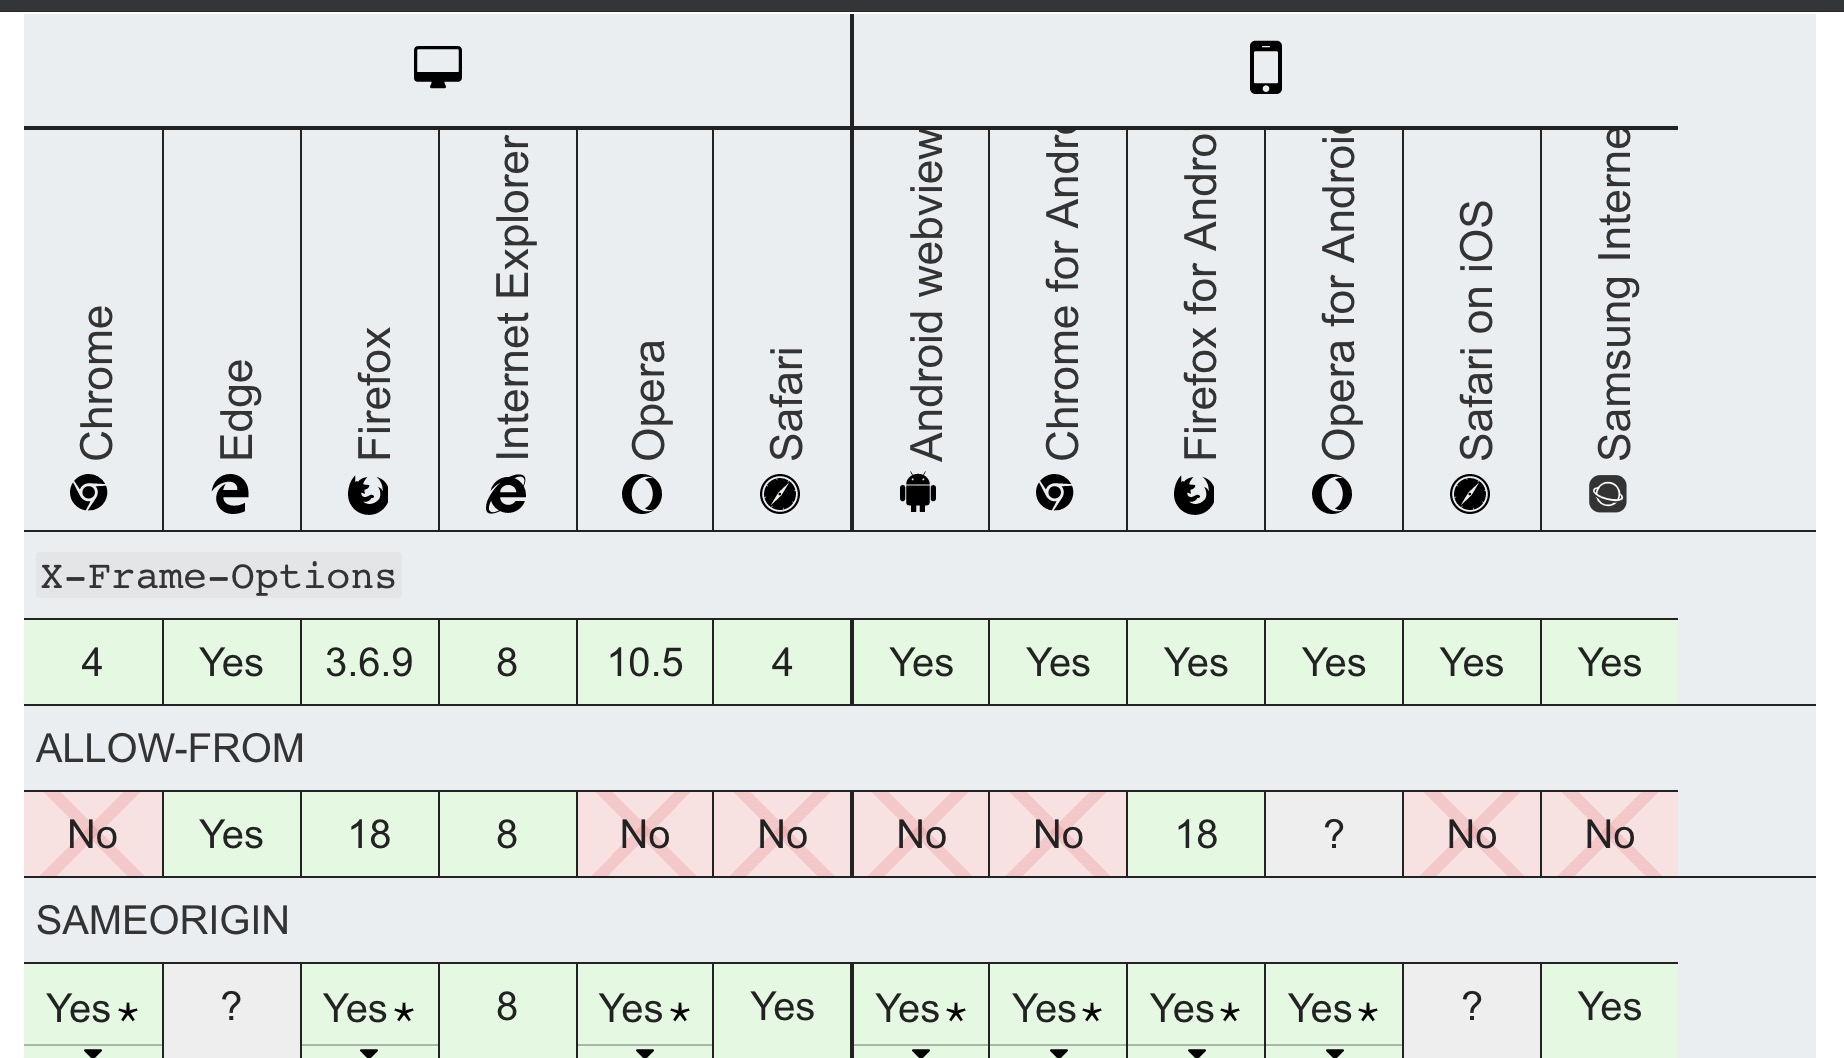 Chrome
Edge
Firefox
Internet Explorer
Opera
Safari
Android webview
Chrome for Andro
Firefox for Andro
Opera for Androi
Safari on iOS
Samsung Interne
X-Frame-Options
4 Yes 3.6.9 8 10.5 4 Yes Yes Yes Yes Yes Yes
ALLOW-FROM
No Yes 18 8 No No No No 18 ? No No
SAMEORIGIN
Yes* ? Yes* 8 Yes* Yes Yes* Yes* Yes* Yes* ? Yes